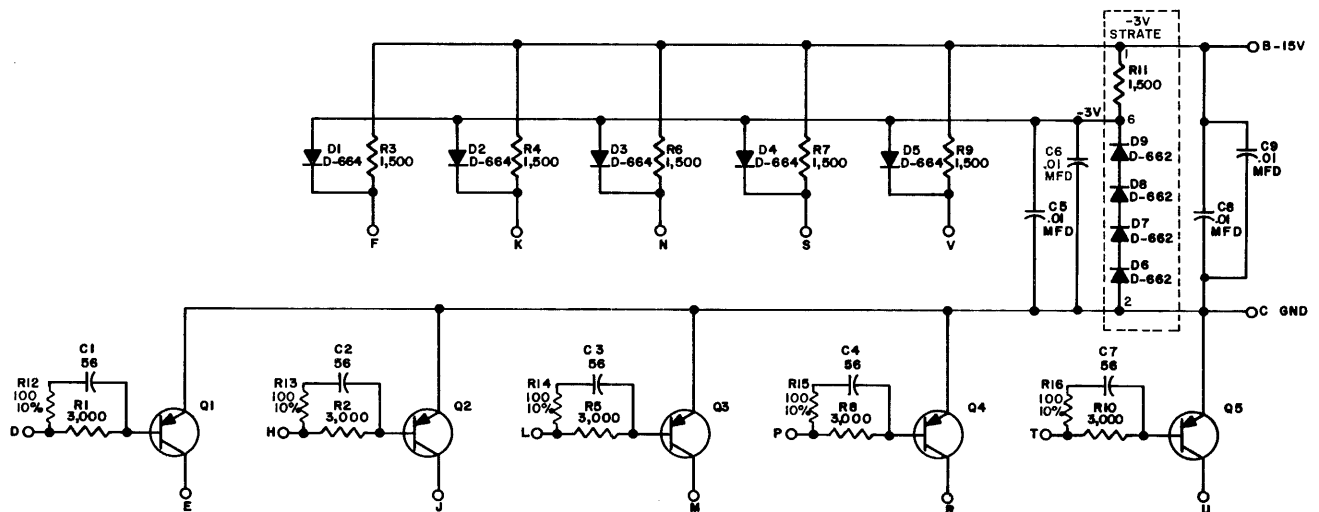 -3V
STRATE
B-15V
1
R11
1,500
-3V
6
D1
D-664
R3
1,500
D2
D-664
R4
1,500
D3
D-664
R6
1,500
D4
D-664
R7
1,500
D5
D-664
R9
1,500
C6
.01
MFD
D9
D-662
C9
.01
MFD
D8
D-662
C5
.01
MFD
D7
D-662
C8
.01
MFD
D6
D-662
F
K
N
S
V
2
C GND
C1
56
C2
56
C3
56
C4
56
C7
56
R12
100
10%
R1
3,000
Q1
R13
100
10%
R2
3,000
Q2
R14
100
10%
R5
3,000
Q3
R15
100
10%
R8
3,000
Q4
R16
100
10%
R10
3,000
Q5
D
H
L
P
T
E
J
M
R
U